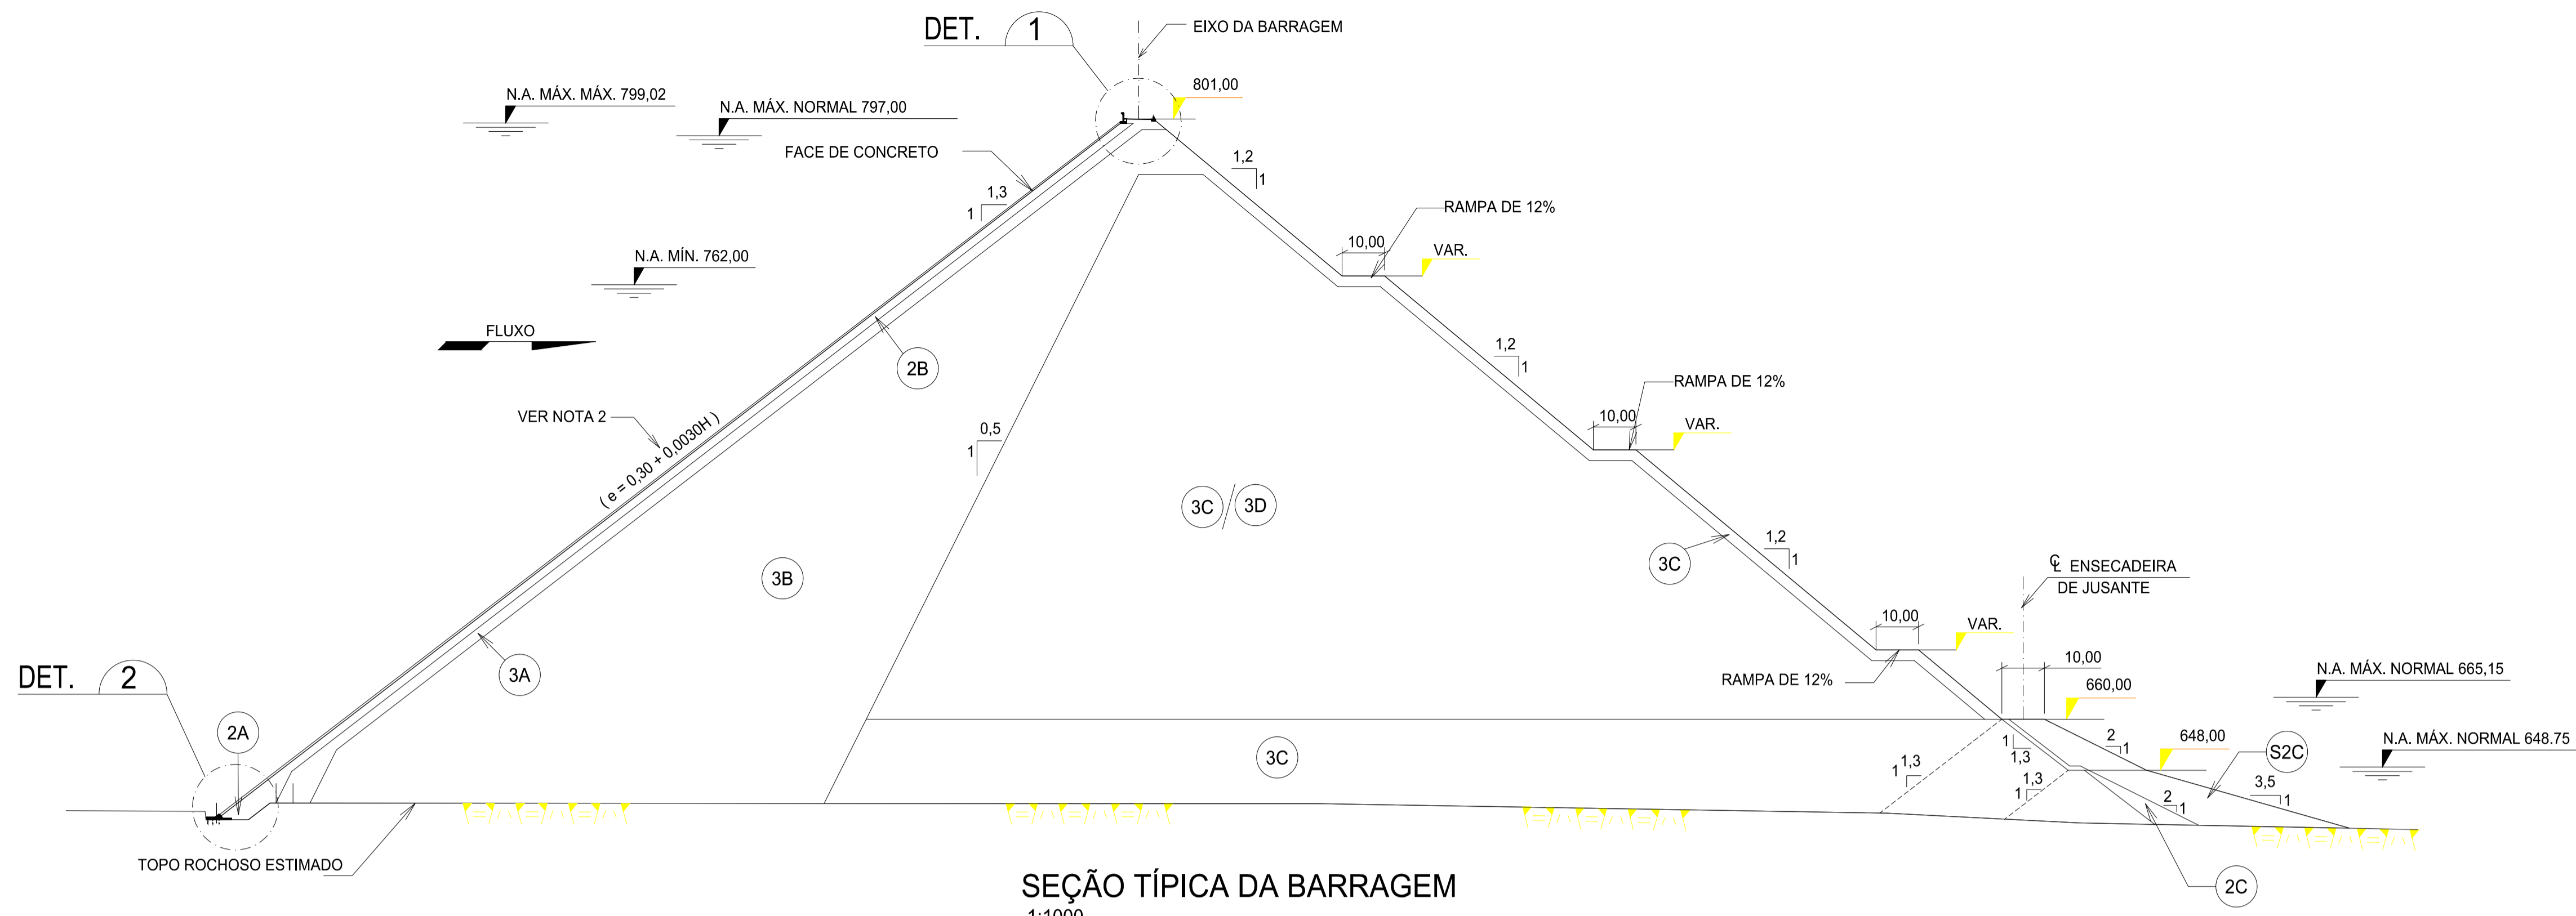 DET. 1
EIXO DA BARRAGEM
801,00
N.A. MÁX. MÁX. 799,02
N.A. MÁX. NORMAL 797,00
FACE DE CONCRETO
1,3
1
1,2
1
RAMPA DE 12%
10,00
VAR.
N.A. MÍN. 762,00
FLUXO
2B
1,2
1
RAMPA DE 12%
10,00
VAR.
VER NOTA 2
( e = 0,30 + 0,0030H )
0,5
1
3C / 3D
3B
1,2
1
3C
℄ ENSECADEIRA
DE JUSANTE
10,00
VAR.
RAMPA DE 12%
10,00
660,00
N.A. MÁX. NORMAL 665,15
DET. 2
3A
2A
3C
1,3
1
1
1,3
1,3
1
2
1
648,00
S2C
N.A. MÁX. NORMAL 648.75
3,5
1
2
1
TOPO ROCHOSO ESTIMADO
2C
SEÇÃO TÍPICA DA BARRAGEM
1:1000